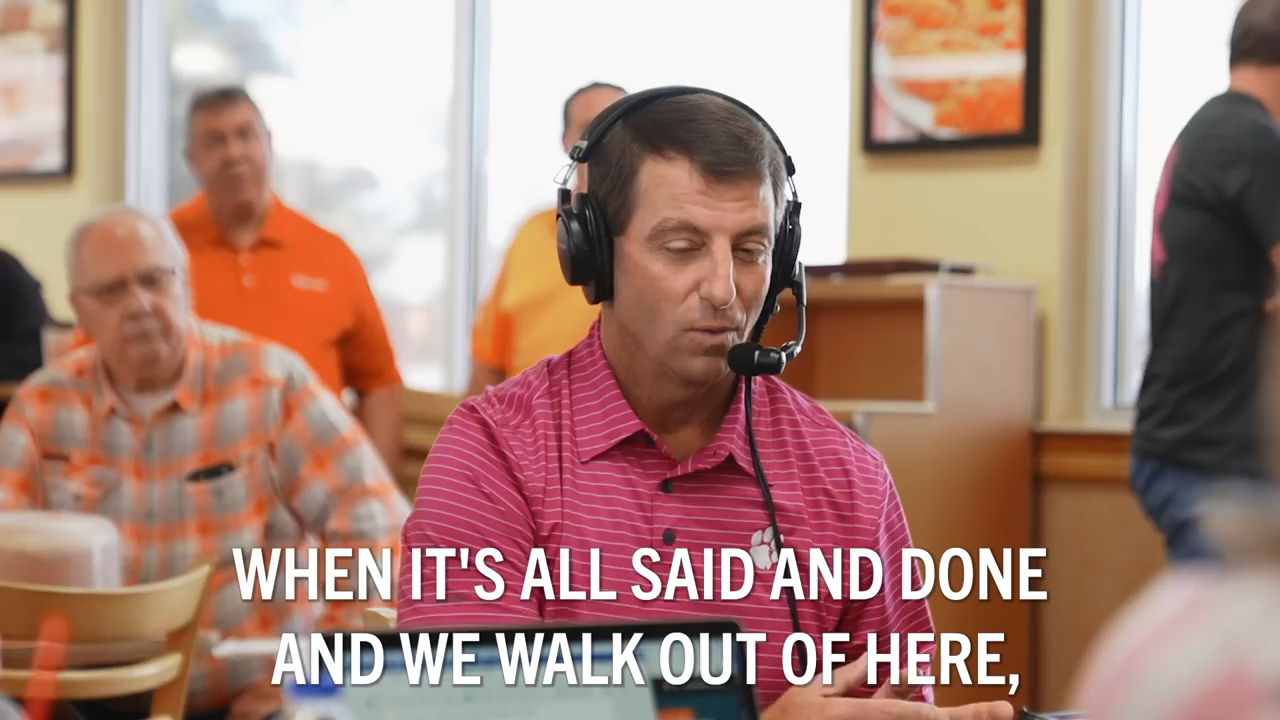 WHEN IT'S ALL SAID AND DONE
AND WE WALK OUT OF HERE,